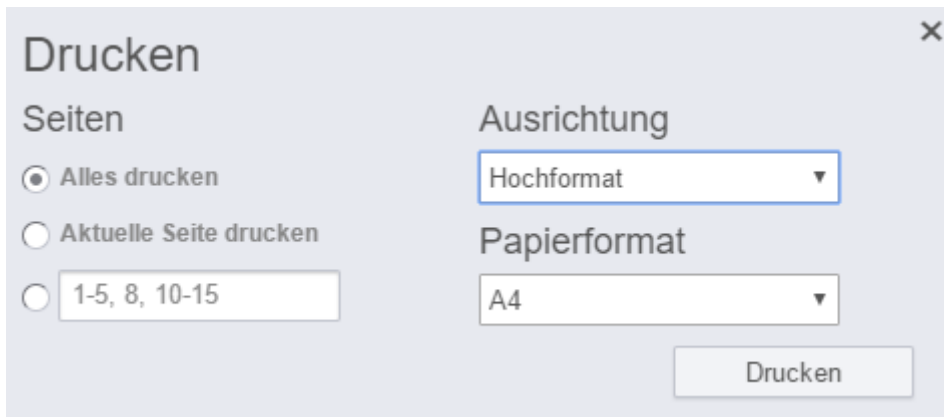 Drucken
Seiten
Alles drucken
Aktuelle Seite drucken
1-5, 8, 10-15
Ausrichtung
Hochformat
Papierformat
A4
Drucken